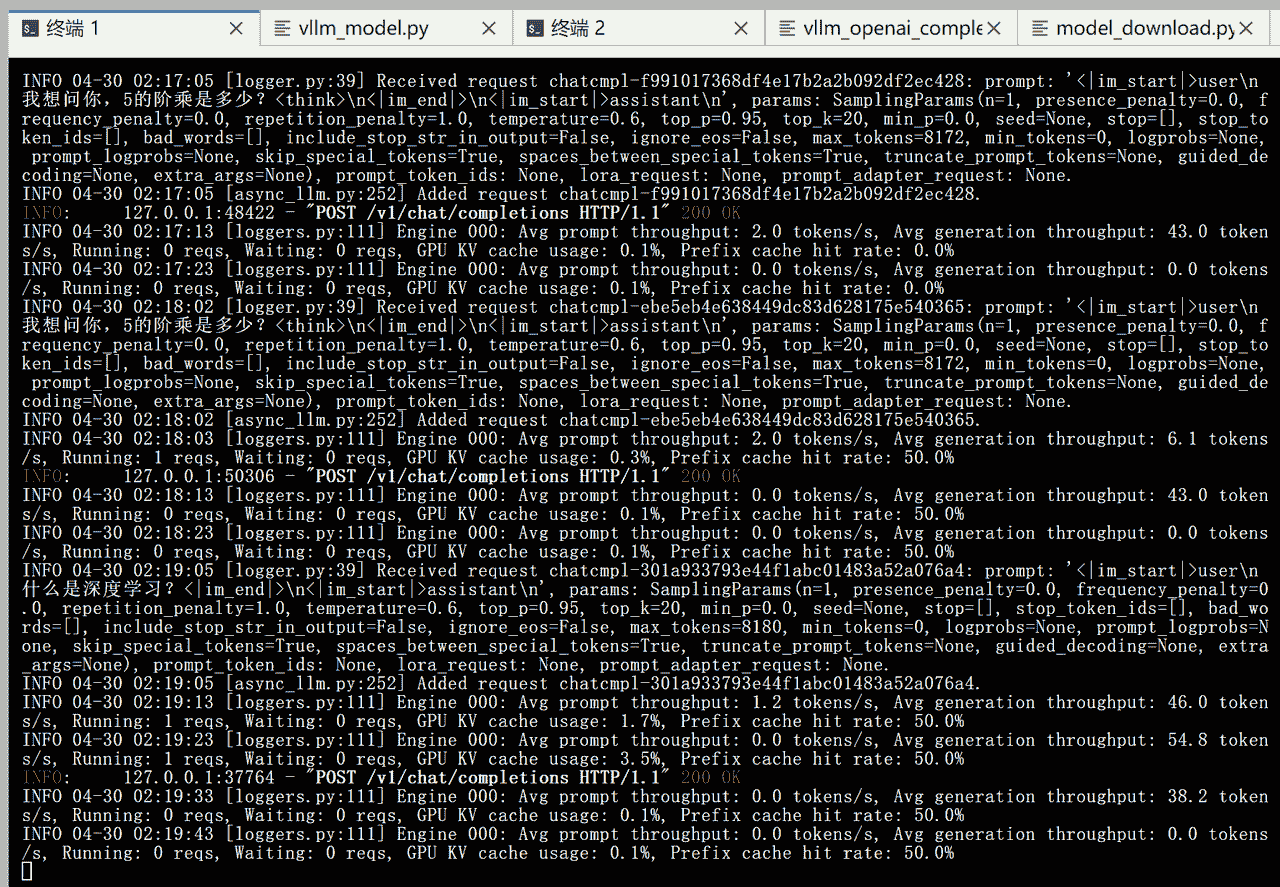 终端 1
vllm_model.py
终端 2
vllm_openai_comple
model_download.py
INFO 04-30 02:17:05 [logger.py:39] Received request chatcmpl-f991017368df4e17b2a2b092df2ec428: prompt: '<|im_start|>user\n
我想问你，5的阶乘是多少？<think>\n<|im_end|>\n<|im_start|>assistant\n', params: SamplingParams(n=1, presence_penalty=0.0, f
requency_penalty=0.0, repetition_penalty=1.0, temperature=0.6, top_p=0.95, top_k=20, min_p=0.0, seed=None, stop=[], stop_to
ken_ids=[], bad_words=[], include_stop_str_in_output=False, ignore_eos=False, max_tokens=8172, min_tokens=0, logprobs=None,
prompt_logprobs=None, skip_special_tokens=True, spaces_between_special_tokens=True, truncate_prompt_tokens=None, guided_de
coding=None, extra_args=None), prompt_token_ids: None, lora_request: None, prompt_adapter_request: None.
INFO 04-30 02:17:05 [async_llm.py:252] Added request chatcmpl-f991017368df4e17b2a2b092df2ec428.
INFO:     127.0.0.1:48422 - "POST /v1/chat/completions HTTP/1.1" 200 OK
INFO 04-30 02:17:13 [loggers.py:111] Engine 000: Avg prompt throughput: 2.0 tokens/s, Avg generation throughput: 43.0 token
s/s, Running: 0 reqs, Waiting: 0 reqs, GPU KV cache usage: 0.1%, Prefix cache hit rate: 0.0%
INFO 04-30 02:17:23 [loggers.py:111] Engine 000: Avg prompt throughput: 0.0 tokens/s, Avg generation throughput: 0.0 tokens
/s, Running: 0 reqs, Waiting: 0 reqs, GPU KV cache usage: 0.1%, Prefix cache hit rate: 0.0%
INFO 04-30 02:18:02 [logger.py:39] Received request chatcmpl-ebe5eb4e638449dc83d628175e540365: prompt: '<|im_start|>user\n
我想问你，5的阶乘是多少？<think>\n<|im_end|>\n<|im_start|>assistant\n', params: SamplingParams(n=1, presence_penalty=0.0, f
requency_penalty=0.0, repetition_penalty=1.0, temperature=0.6, top_p=0.95, top_k=20, min_p=0.0, seed=None, stop=[], stop_to
ken_ids=[], bad_words=[], include_stop_str_in_output=False, ignore_eos=False, max_tokens=8172, min_tokens=0, logprobs=None,
prompt_logprobs=None, skip_special_tokens=True, spaces_between_special_tokens=True, truncate_prompt_tokens=None, guided_de
coding=None, extra_args=None), prompt_token_ids: None, lora_request: None, prompt_adapter_request: None.
INFO 04-30 02:18:02 [async_llm.py:252] Added request chatcmpl-ebe5eb4e638449dc83d628175e540365.
INFO 04-30 02:18:03 [loggers.py:111] Engine 000: Avg prompt throughput: 2.0 tokens/s, Avg generation throughput: 6.1 tokens
/s, Running: 1 reqs, Waiting: 0 reqs, GPU KV cache usage: 0.3%, Prefix cache hit rate: 50.0%
INFO:     127.0.0.1:50306 - "POST /v1/chat/completions HTTP/1.1" 200 OK
INFO 04-30 02:18:13 [loggers.py:111] Engine 000: Avg prompt throughput: 0.0 tokens/s, Avg generation throughput: 43.0 token
s/s, Running: 0 reqs, Waiting: 0 reqs, GPU KV cache usage: 0.1%, Prefix cache hit rate: 50.0%
INFO 04-30 02:18:23 [loggers.py:111] Engine 000: Avg prompt throughput: 0.0 tokens/s, Avg generation throughput: 0.0 tokens
/s, Running: 0 reqs, Waiting: 0 reqs, GPU KV cache usage: 0.1%, Prefix cache hit rate: 50.0%
INFO 04-30 02:19:05 [logger.py:39] Received request chatcmpl-301a933793e44f1abc01483a52a076a4: prompt: '<|im_start|>user\n
什么是深度学习？<|im_end|>\n<|im_start|>assistant\n', params: SamplingParams(n=1, presence_penalty=0.0, frequency_penalty=0
.0, repetition_penalty=1.0, temperature=0.6, top_p=0.95, top_k=20, min_p=0.0, seed=None, stop=[], stop_token_ids=[], bad_wo
rds=[], include_stop_str_in_output=False, ignore_eos=False, max_tokens=8180, min_tokens=0, logprobs=None, prompt_logprobs=N
one, skip_special_tokens=True, spaces_between_special_tokens=True, truncate_prompt_tokens=None, guided_decoding=None, extra
_args=None), prompt_token_ids: None, lora_request: None, prompt_adapter_request: None.
INFO 04-30 02:19:05 [async_llm.py:252] Added request chatcmpl-301a933793e44f1abc01483a52a076a4.
INFO 04-30 02:19:13 [loggers.py:111] Engine 000: Avg prompt throughput: 1.2 tokens/s, Avg generation throughput: 46.0 token
s/s, Running: 1 reqs, Waiting: 0 reqs, GPU KV cache usage: 1.7%, Prefix cache hit rate: 50.0%
INFO 04-30 02:19:23 [loggers.py:111] Engine 000: Avg prompt throughput: 0.0 tokens/s, Avg generation throughput: 54.8 token
s/s, Running: 1 reqs, Waiting: 0 reqs, GPU KV cache usage: 3.5%, Prefix cache hit rate: 50.0%
INFO:     127.0.0.1:37764 - "POST /v1/chat/completions HTTP/1.1" 200 OK
INFO 04-30 02:19:33 [loggers.py:111] Engine 000: Avg prompt throughput: 0.0 tokens/s, Avg generation throughput: 38.2 token
s/s, Running: 0 reqs, Waiting: 0 reqs, GPU KV cache usage: 0.1%, Prefix cache hit rate: 50.0%
INFO 04-30 02:19:43 [loggers.py:111] Engine 000: Avg prompt throughput: 0.0 tokens/s, Avg generation throughput: 0.0 tokens
/s, Running: 0 reqs, Waiting: 0 reqs, GPU KV cache usage: 0.1%, Prefix cache hit rate: 50.0%